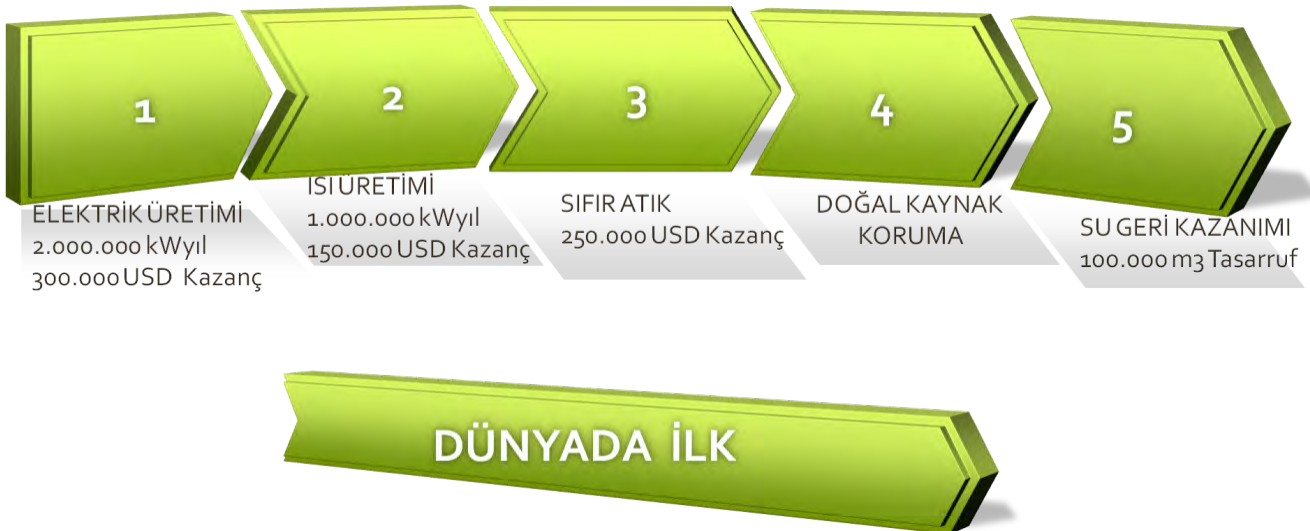 1
ELEKTRİK ÜRETİMİ
2.000.000 kWyıl
300.000 USD Kazanç
2
ISI ÜRETİMİ
1.000.000 kWyıl
150.000 USD Kazanç
3
SIFIR ATIK
250.000 USD Kazanç
4
DOĞAL KAYNAK
KORUMA
5
SU GERİ KAZANIMI
100.000 m3 Tasarruf
DÜNYADA İLK